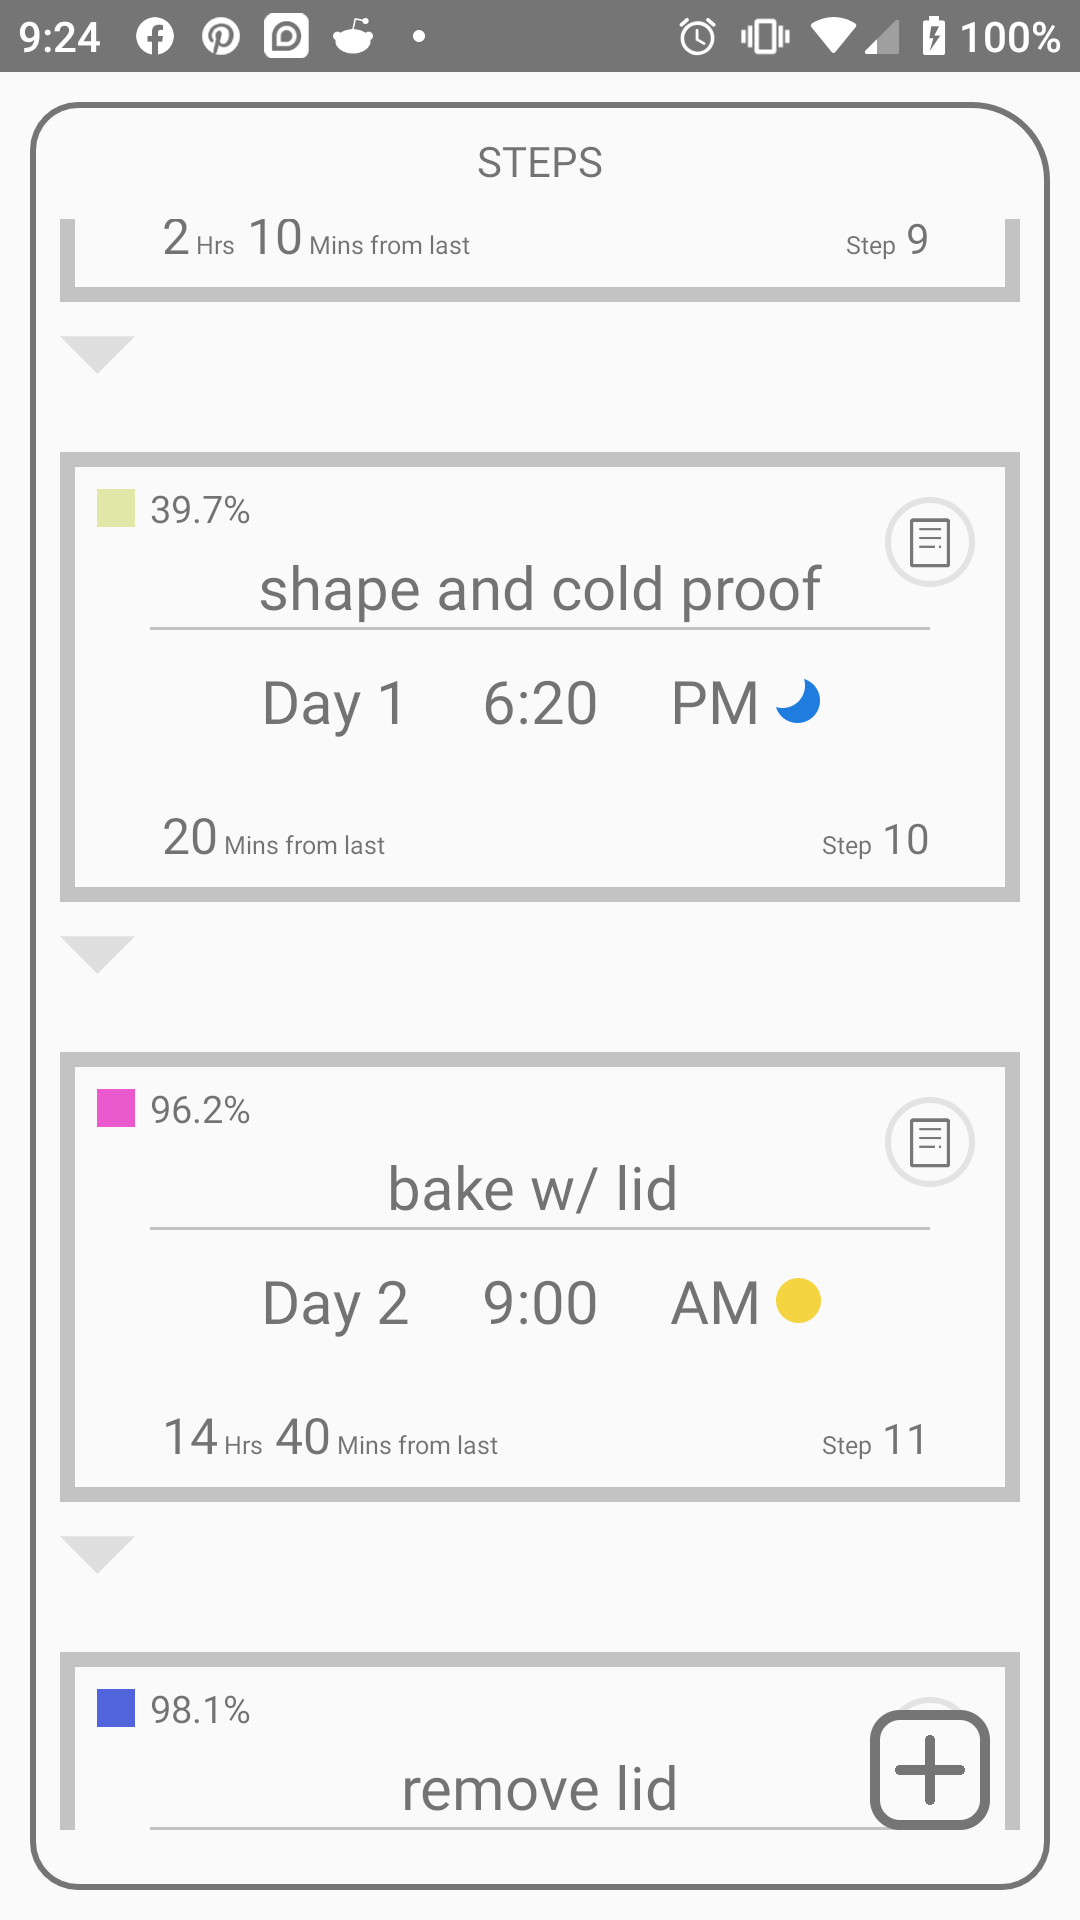 9:24 100%
STEPS
2 Hrs 10 Mins from last Step 9
39.7%
shape and cold proof
Day 1 6:20 PM
20 Mins from last Step 10
96.2%
bake w/ lid
Day 2 9:00 AM
14 Hrs 40 Mins from last Step 11
98.1%
remove lid